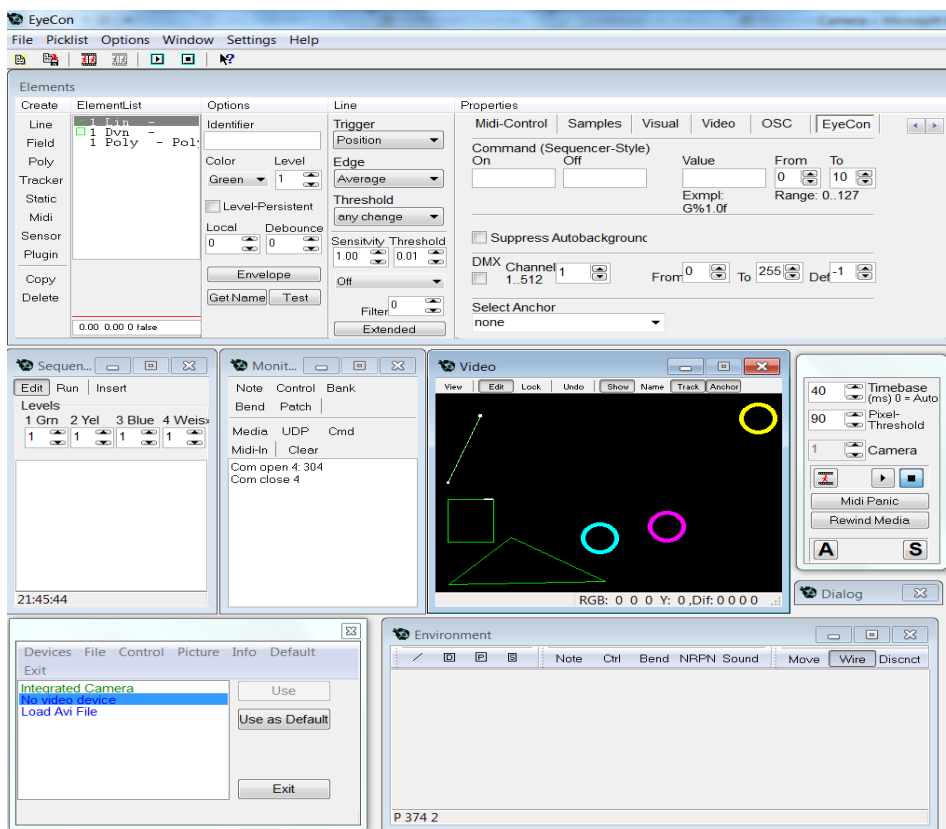 EyeCon
File Picklist Options Window Settings Help
Elements
Create ElementList Options Line Properties
Line
Field
Poly
Tracker
Static
Midi
Sensor
Plugin
Copy
Delete
1 Lin -
1 Dvn -
1 Poly - Pol
0.00 0.00 0 false
Identifier
Color Level
Green 1
Level-Persistent
Local Debounce
0 0
Envelope
Get Name Test
Trigger
Position
Edge
Average
Threshold
any change
Sensitvity Threshold
1.00 0.01
Off
Filter 0
Extended
Midi-Control Samples Visual Video OSC EyeCon
Command (Sequencer-Style)
On Off Value From To
0 10
Exmpl: Range: 0..127
G%1.0f
Suppress Autobackgrounc
DMX Channel 1 From 0 To 255 Def -1
1..512
Select Anchor
none
Sequen...
Edit Run Insert
Levels
1 Grn 2 Yel 3 Blue 4 Weis
1 1 1 1
21:45:44
Monit...
Note Control Bank
Bend Patch
Media UDP Cmd
Midi-In Clear
Com open 4: 304
Com close 4
Video
View Edit Lock Undo Show Name Track Anchor
RGB: 0 0 0 Y: 0 ,Dif: 0 0 0 0
40 Timebase
(ms) 0 = Auto
90 Pixel-
Threshold
1 Camera
Midi Panic
Rewind Media
A S
Dialog
Devices File Control Picture Info Default
Exit
Integrated Camera
No video device
Load Avi File
Use
Use as Default
Exit
Environment
D P S Note Ctrl Bend NRPN Sound Move Wire Discnct
P 374 2